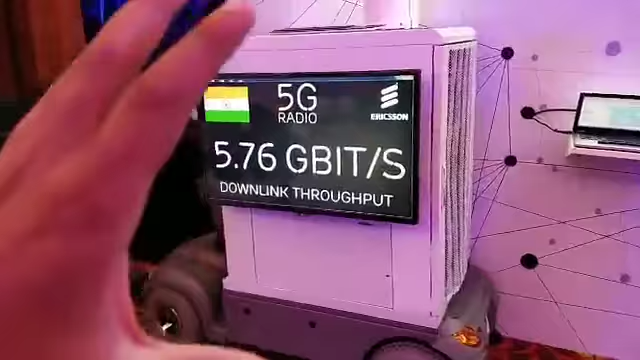 5G
RADIO
ERICSSON
5.76 GBIT/S
DOWNLINK THROUGHPUT